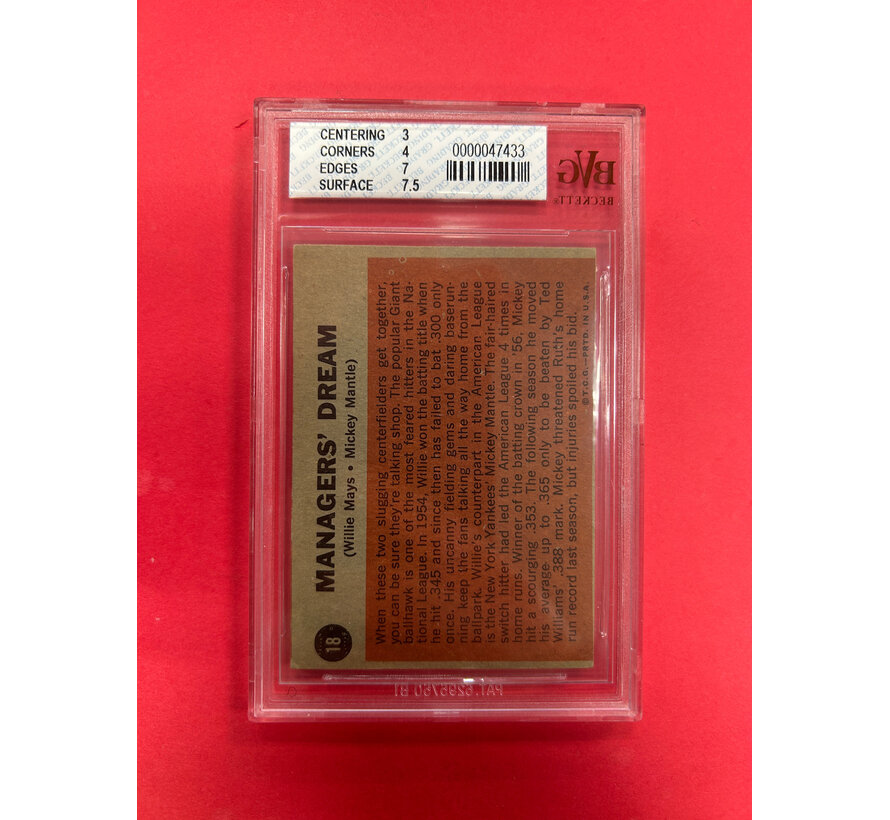 CENTERING 3
CORNERS 4
EDGES 7
SURFACE 7.5
0000047433
BVG
BECKETT®
18
MANAGERS' DREAM
(Willie Mays • Mickey Mantle)
When these two slugging centerfielders get together,
you can be sure they're talking shop. The popular Giant
ballhawk is one of the most feared hitters in the Na-
tional League. In 1954, Willie won the batting title when
he hit .345 and since then has failed to bat .300 only
once. His uncanny fielding gems and daring baserun-
ning keep the fans talking all the way home from the
ballpark. Willie's counterpart in the American League
is the New York Yankees' Mickey Mantle. The fair-haired
switch hitter had led the American League 4 times in
home runs. Winner of the batting crown in '56, Mickey
hit a scourging .353. The following season he moved
his average up to .365 only to be beaten by Ted
Williams' .388 mark. Mickey threatened Ruth's home
run record last season, but injuries spoiled his bid.
©T.C.G.—PRTD. IN U.S.A.
PAT. 6295750 B1